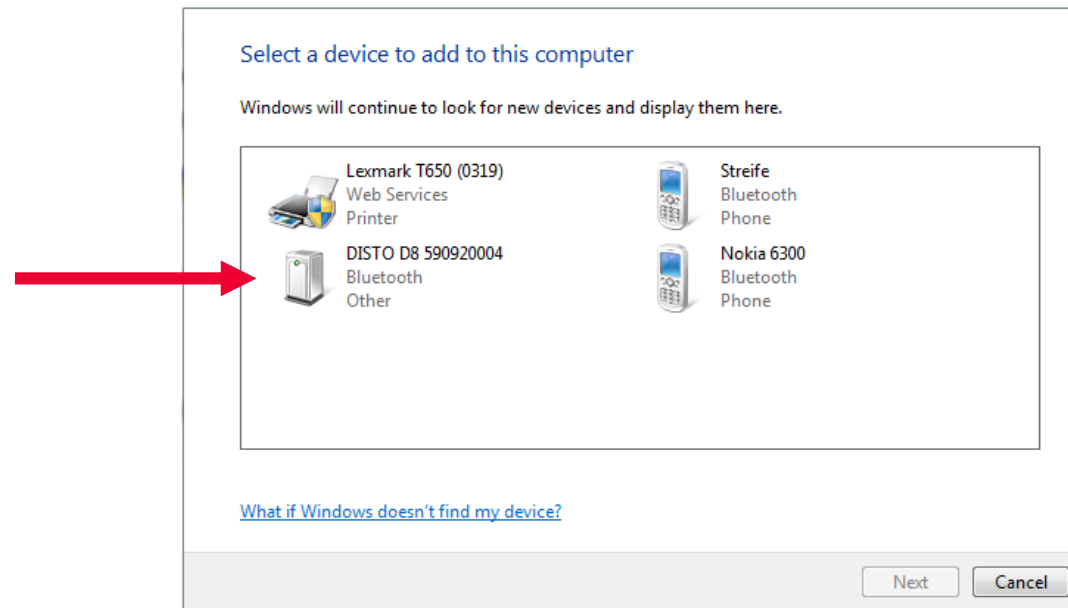 Select a device to add to this computer
Windows will continue to look for new devices and display them here.
Lexmark T650 (0319)
Web Services
Printer
Streife
Bluetooth
Phone
DISTO D8 590920004
Bluetooth
Other
Nokia 6300
Bluetooth
Phone
What if Windows doesn't find my device?
Next
Cancel